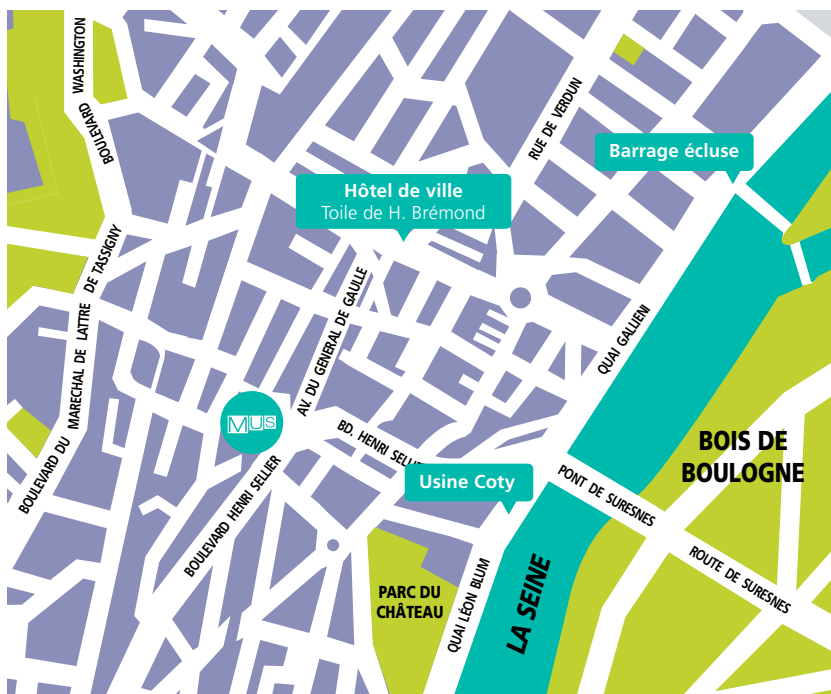 BOULEVARD WASHINGTON
RUE DE VERDUN
Barrage écluse
Hôtel de ville
Toile de H. Brémond
BOULEVARD DU MARECHAL DE LATTRE DE TASSIGNY
AV. DU GENERAL DE GAULLE
QUAI GALLIENI
MUS
BD. HENRI SELLIER
BOIS DE
BOULOGNE
Usine Coty
PONT DE SURESNES
BOULEVARD HENRI SELLIER
ROUTE DE SURESNES
PARC DU
CHÂTEAU
QUAI LÉON BLUM
LA SEINE